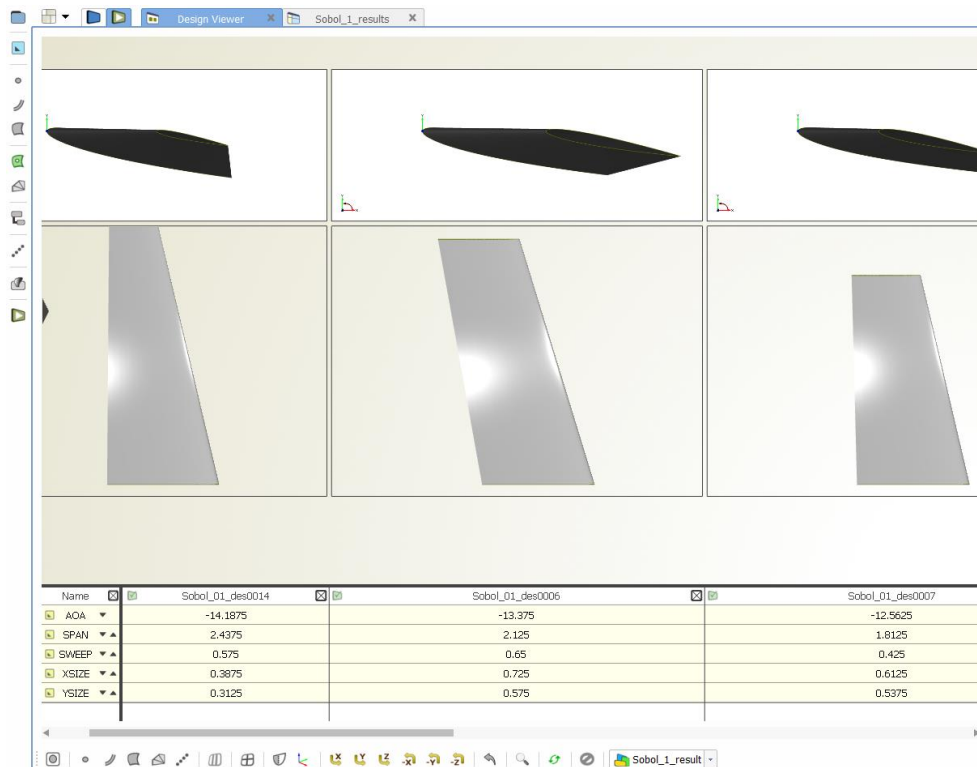 Design Viewer Sobol_1_results
Name Sobol_01_des0014 Sobol_01_des0006 Sobol_01_des0007
AOA -14.1875 -13.375 -12.5625
SPAN 2.4375 2.125 1.8125
SWEEP 0.575 0.65 0.425
XSIZE 0.3875 0.725 0.6125
YSIZE 0.3125 0.575 0.5375
X Y Z -X -Y -Z Sobol_1_result